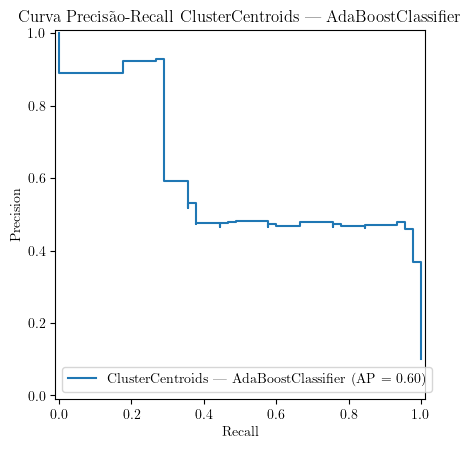 Curva Precisão-Recall ClusterCentroids — AdaBoostClassifier
1.0
0.8
0.6
0.4
0.2
0.0
Precision
ClusterCentroids — AdaBoostClassifier (AP = 0.60)
0.0 0.2 0.4 0.6 0.8 1.0
Recall